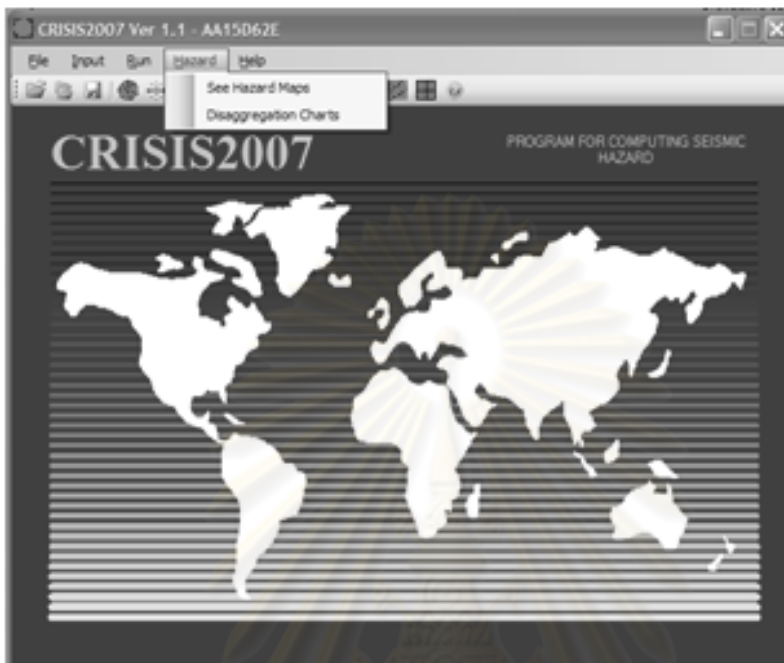 CRISIS2007 Ver 1.1 - AA15D62E
File Input Run Hazard Help
See Hazard Maps
Disaggregation Charts
CRISIS2007
PROGRAM FOR COMPUTING SEISMIC
HAZARD